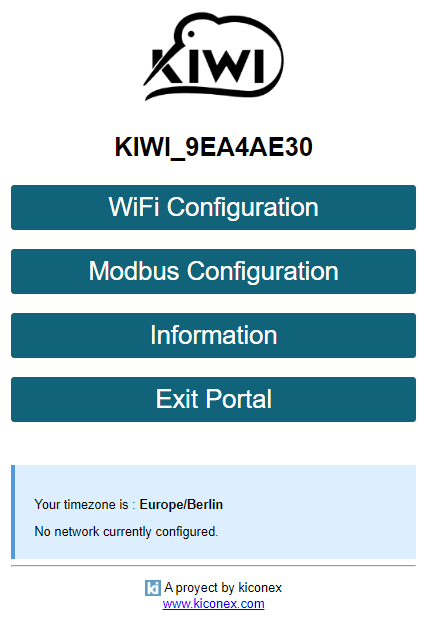 KIWI
KIWI_9EA4AE30
WiFi Configuration
Modbus Configuration
Information
Exit Portal
Your timezone is : Europe/Berlin
No network currently configured.
ki A proyect by kiconex
www.kiconex.com